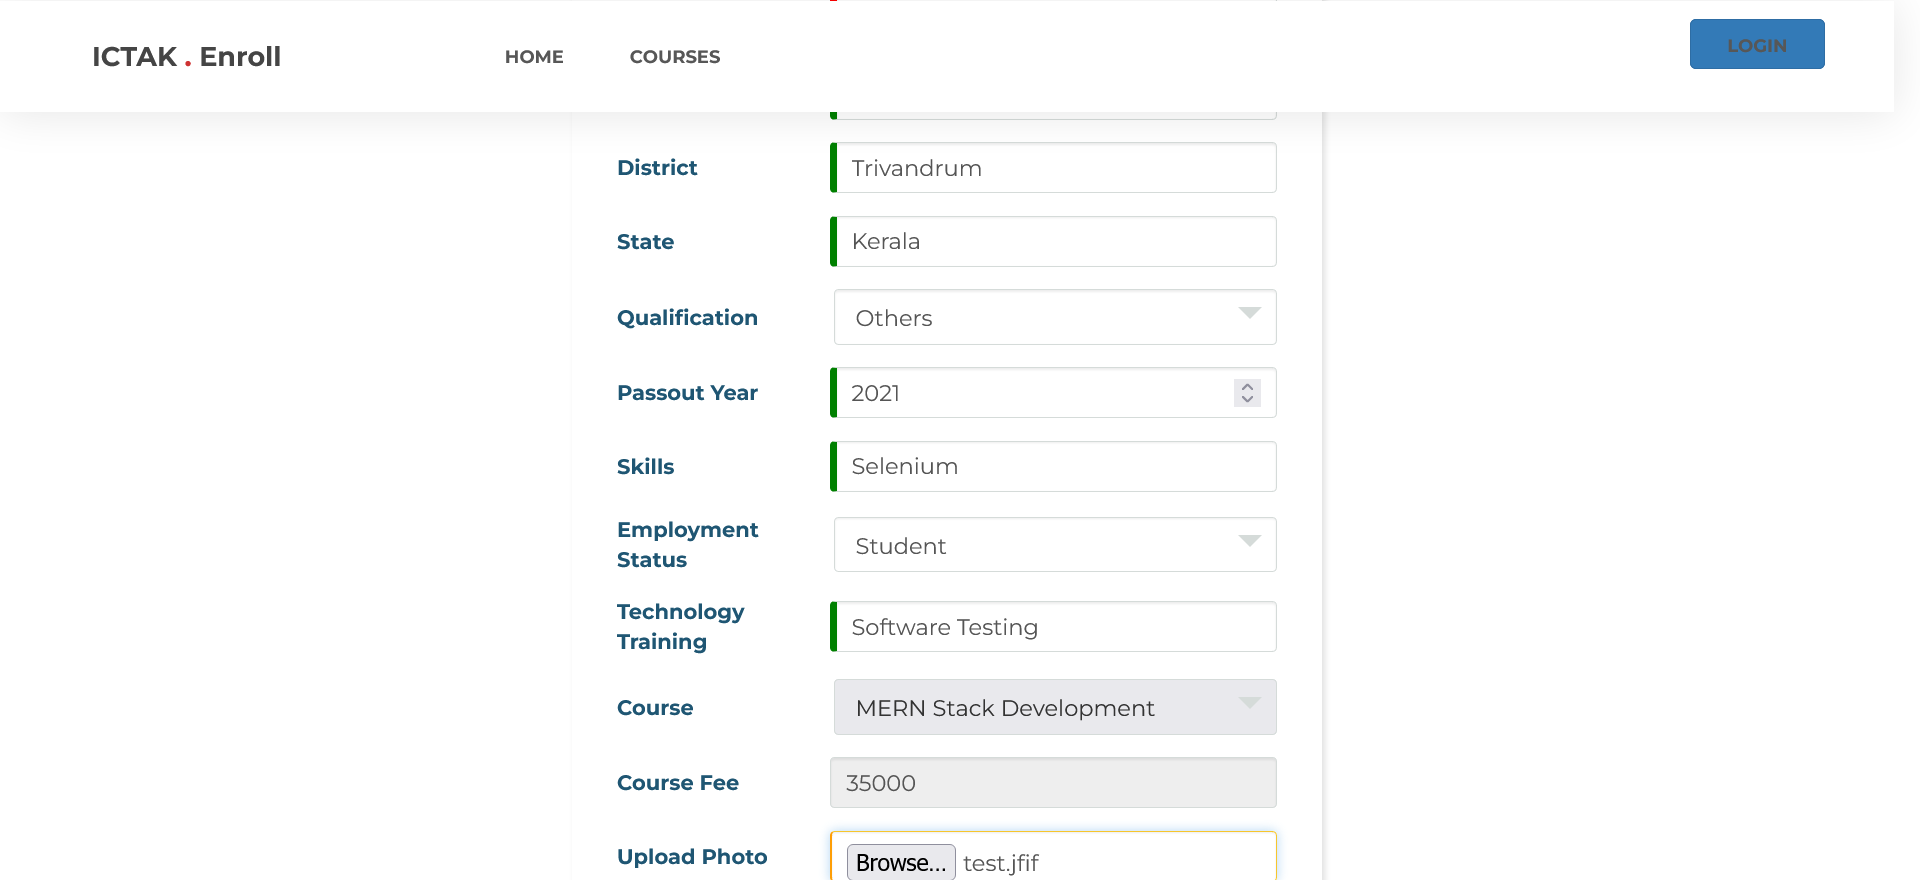 ICTAK . Enroll
HOME
COURSES
LOGIN
District
Trivandrum
State
Kerala
Qualification
Others
Passout Year
2021
Skills
Selenium
Employment
Status
Student
Technology
Training
Software Testing
Course
MERN Stack Development
Course Fee
35000
Upload Photo
Browse... test.jfif